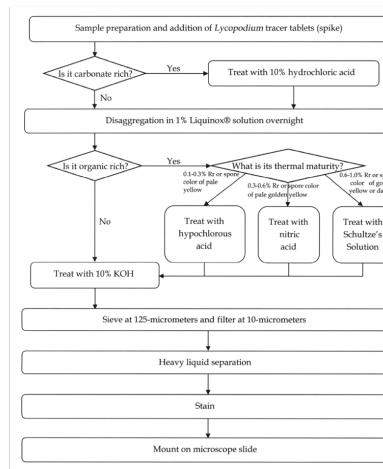 Sample preparation and addition of Lycopodium tracer tablets (spike)
Is it carbonate rich?
Yes
Treat with 10% hydrochloric acid
No
Disaggregation in 1% Liquinox® solution overnight
Is it organic rich?
Yes
What is its thermal maturity?
0.1-0.3% Rr or spore
color of pale
yellow
0.3-0.6% Rr or spore color
of pale golden yellow
0.6-1.0% Rr or sp
color of go
yellow or da
No
Treat with
hypochlorous
acid
Treat with
nitric
acid
Treat with
Schultze's
Solution
Treat with 10% KOH
Sieve at 125-micrometers and filter at 10-micrometers
Heavy liquid separation
Stain
Mount on microscope slide